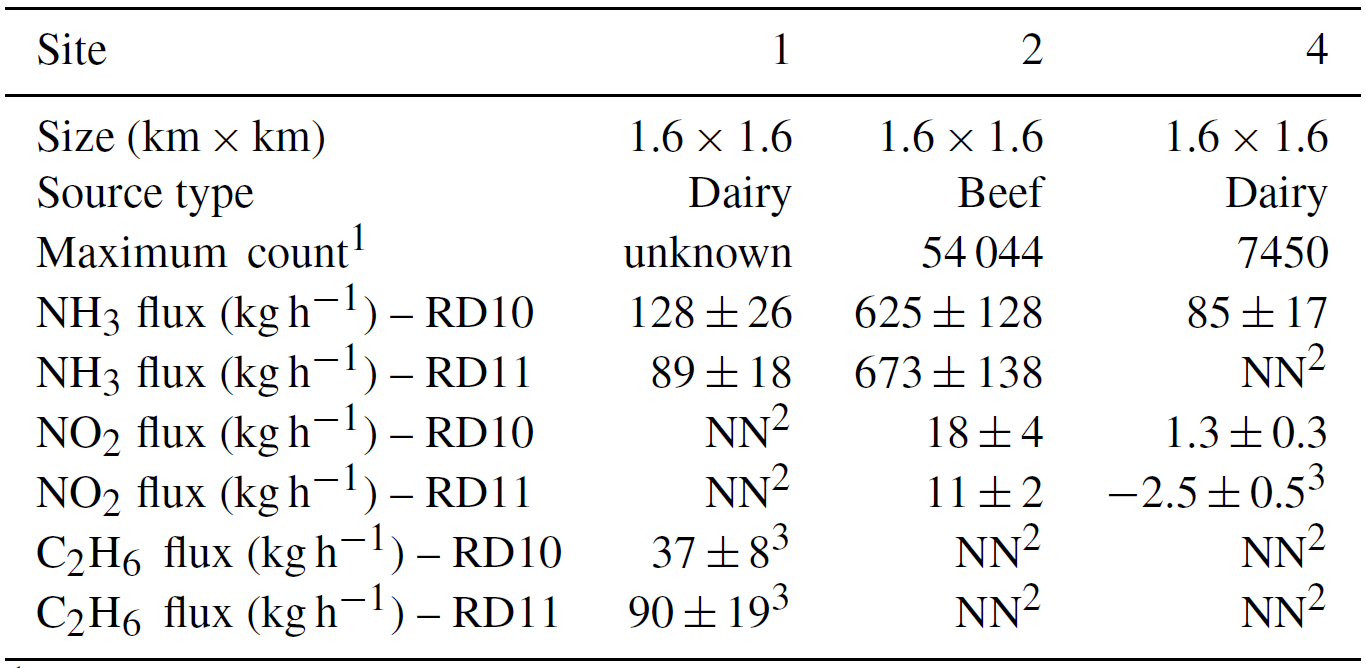 Site 1 2 4
Size (km × km) 1.6 × 1.6 1.6 × 1.6 1.6 × 1.6
Source type Dairy Beef Dairy
Maximum count¹ unknown 54 044 7450
NH₃ flux (kg h⁻¹) – RD10 128 ± 26 625 ± 128 85 ± 17
NH₃ flux (kg h⁻¹) – RD11 89 ± 18 673 ± 138 NN²
NO₂ flux (kg h⁻¹) – RD10 NN² 18 ± 4 1.3 ± 0.3
NO₂ flux (kg h⁻¹) – RD11 NN² 11 ± 2 −2.5 ± 0.5³
C₂H₆ flux (kg h⁻¹) – RD10 37 ± 8³ NN² NN²
C₂H₆ flux (kg h⁻¹) – RD11 90 ± 19³ NN² NN²